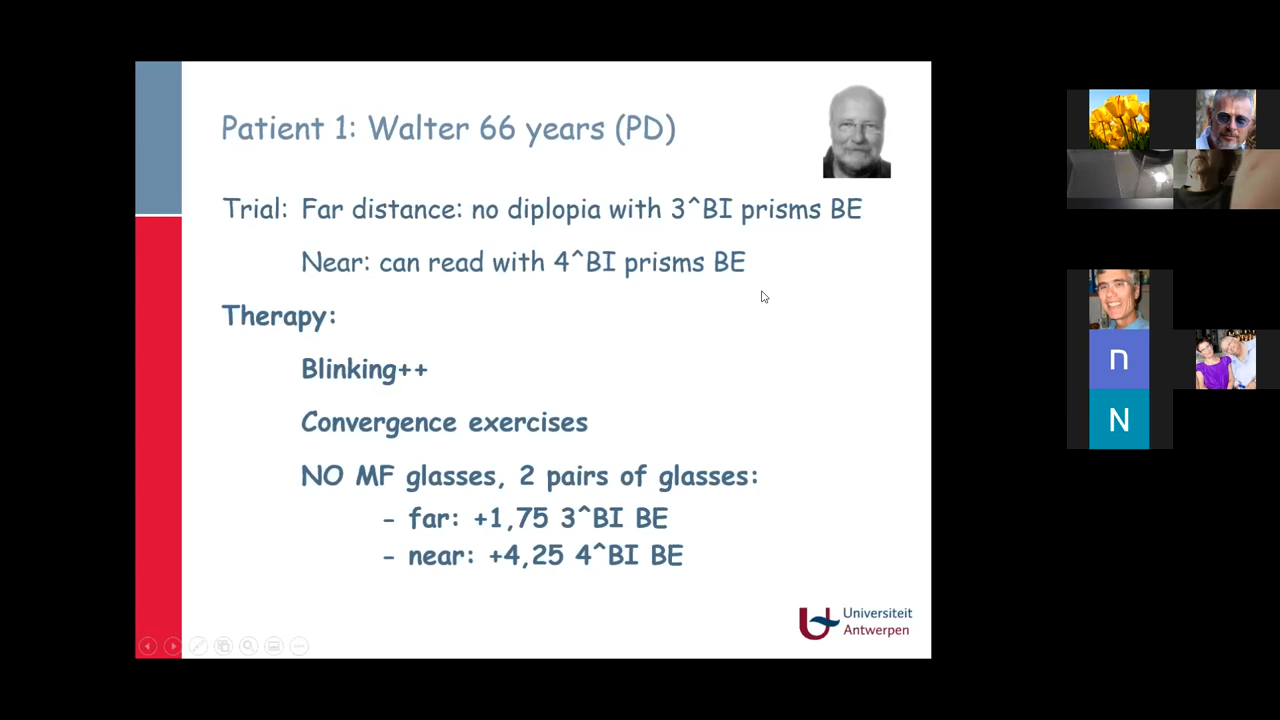 Patient 1: Walter 66 years (PD)
Trial: Far distance: no diplopia with 3^BI prisms BE
Near: can read with 4^BI prisms BE
Therapy:
Blinking++
Convergence exercises
NO MF glasses, 2 pairs of glasses:
- far: +1,75 3^BI BE
- near: +4,25 4^BI BE
Universiteit
Antwerpen
n
N